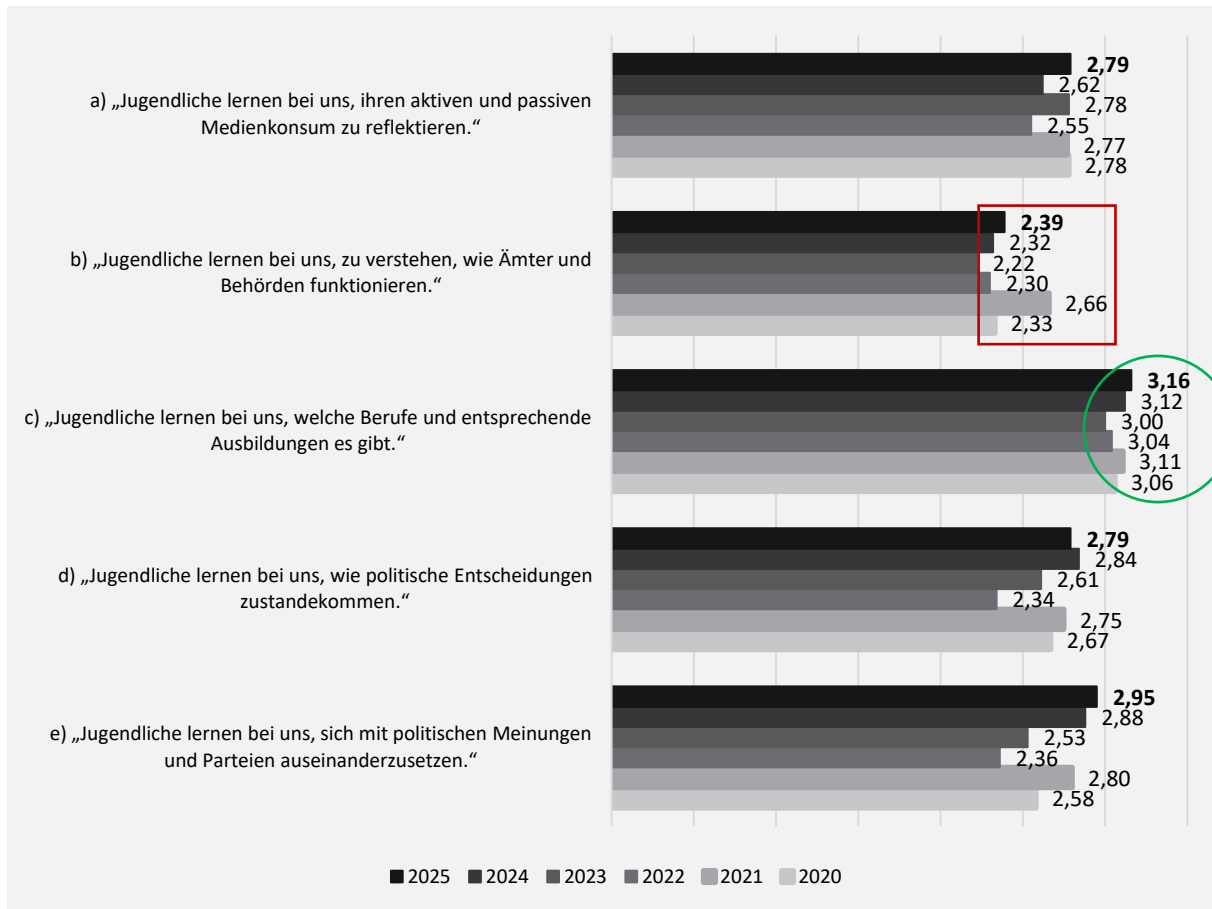 a) „Jugendliche lernen bei uns, ihren aktiven und passiven
Medienkonsum zu reflektieren.“
2,79
2,62
2,78
2,55
2,77
2,78
b) „Jugendliche lernen bei uns, zu verstehen, wie Ämter und
Behörden funktionieren.“
2,39
2,32
2,22
2,30
2,66
2,33
c) „Jugendliche lernen bei uns, welche Berufe und entsprechende
Ausbildungen es gibt.“
3,16
3,12
3,00
3,04
3,11
3,06
d) „Jugendliche lernen bei uns, wie politische Entscheidungen
zustandekommen.“
2,79
2,84
2,61
2,34
2,75
2,67
e) „Jugendliche lernen bei uns, sich mit politischen Meinungen
und Parteien auseinanderzusetzen.“
2,95
2,88
2,53
2,36
2,80
2,58
2025 2024 2023 2022 2021 2020